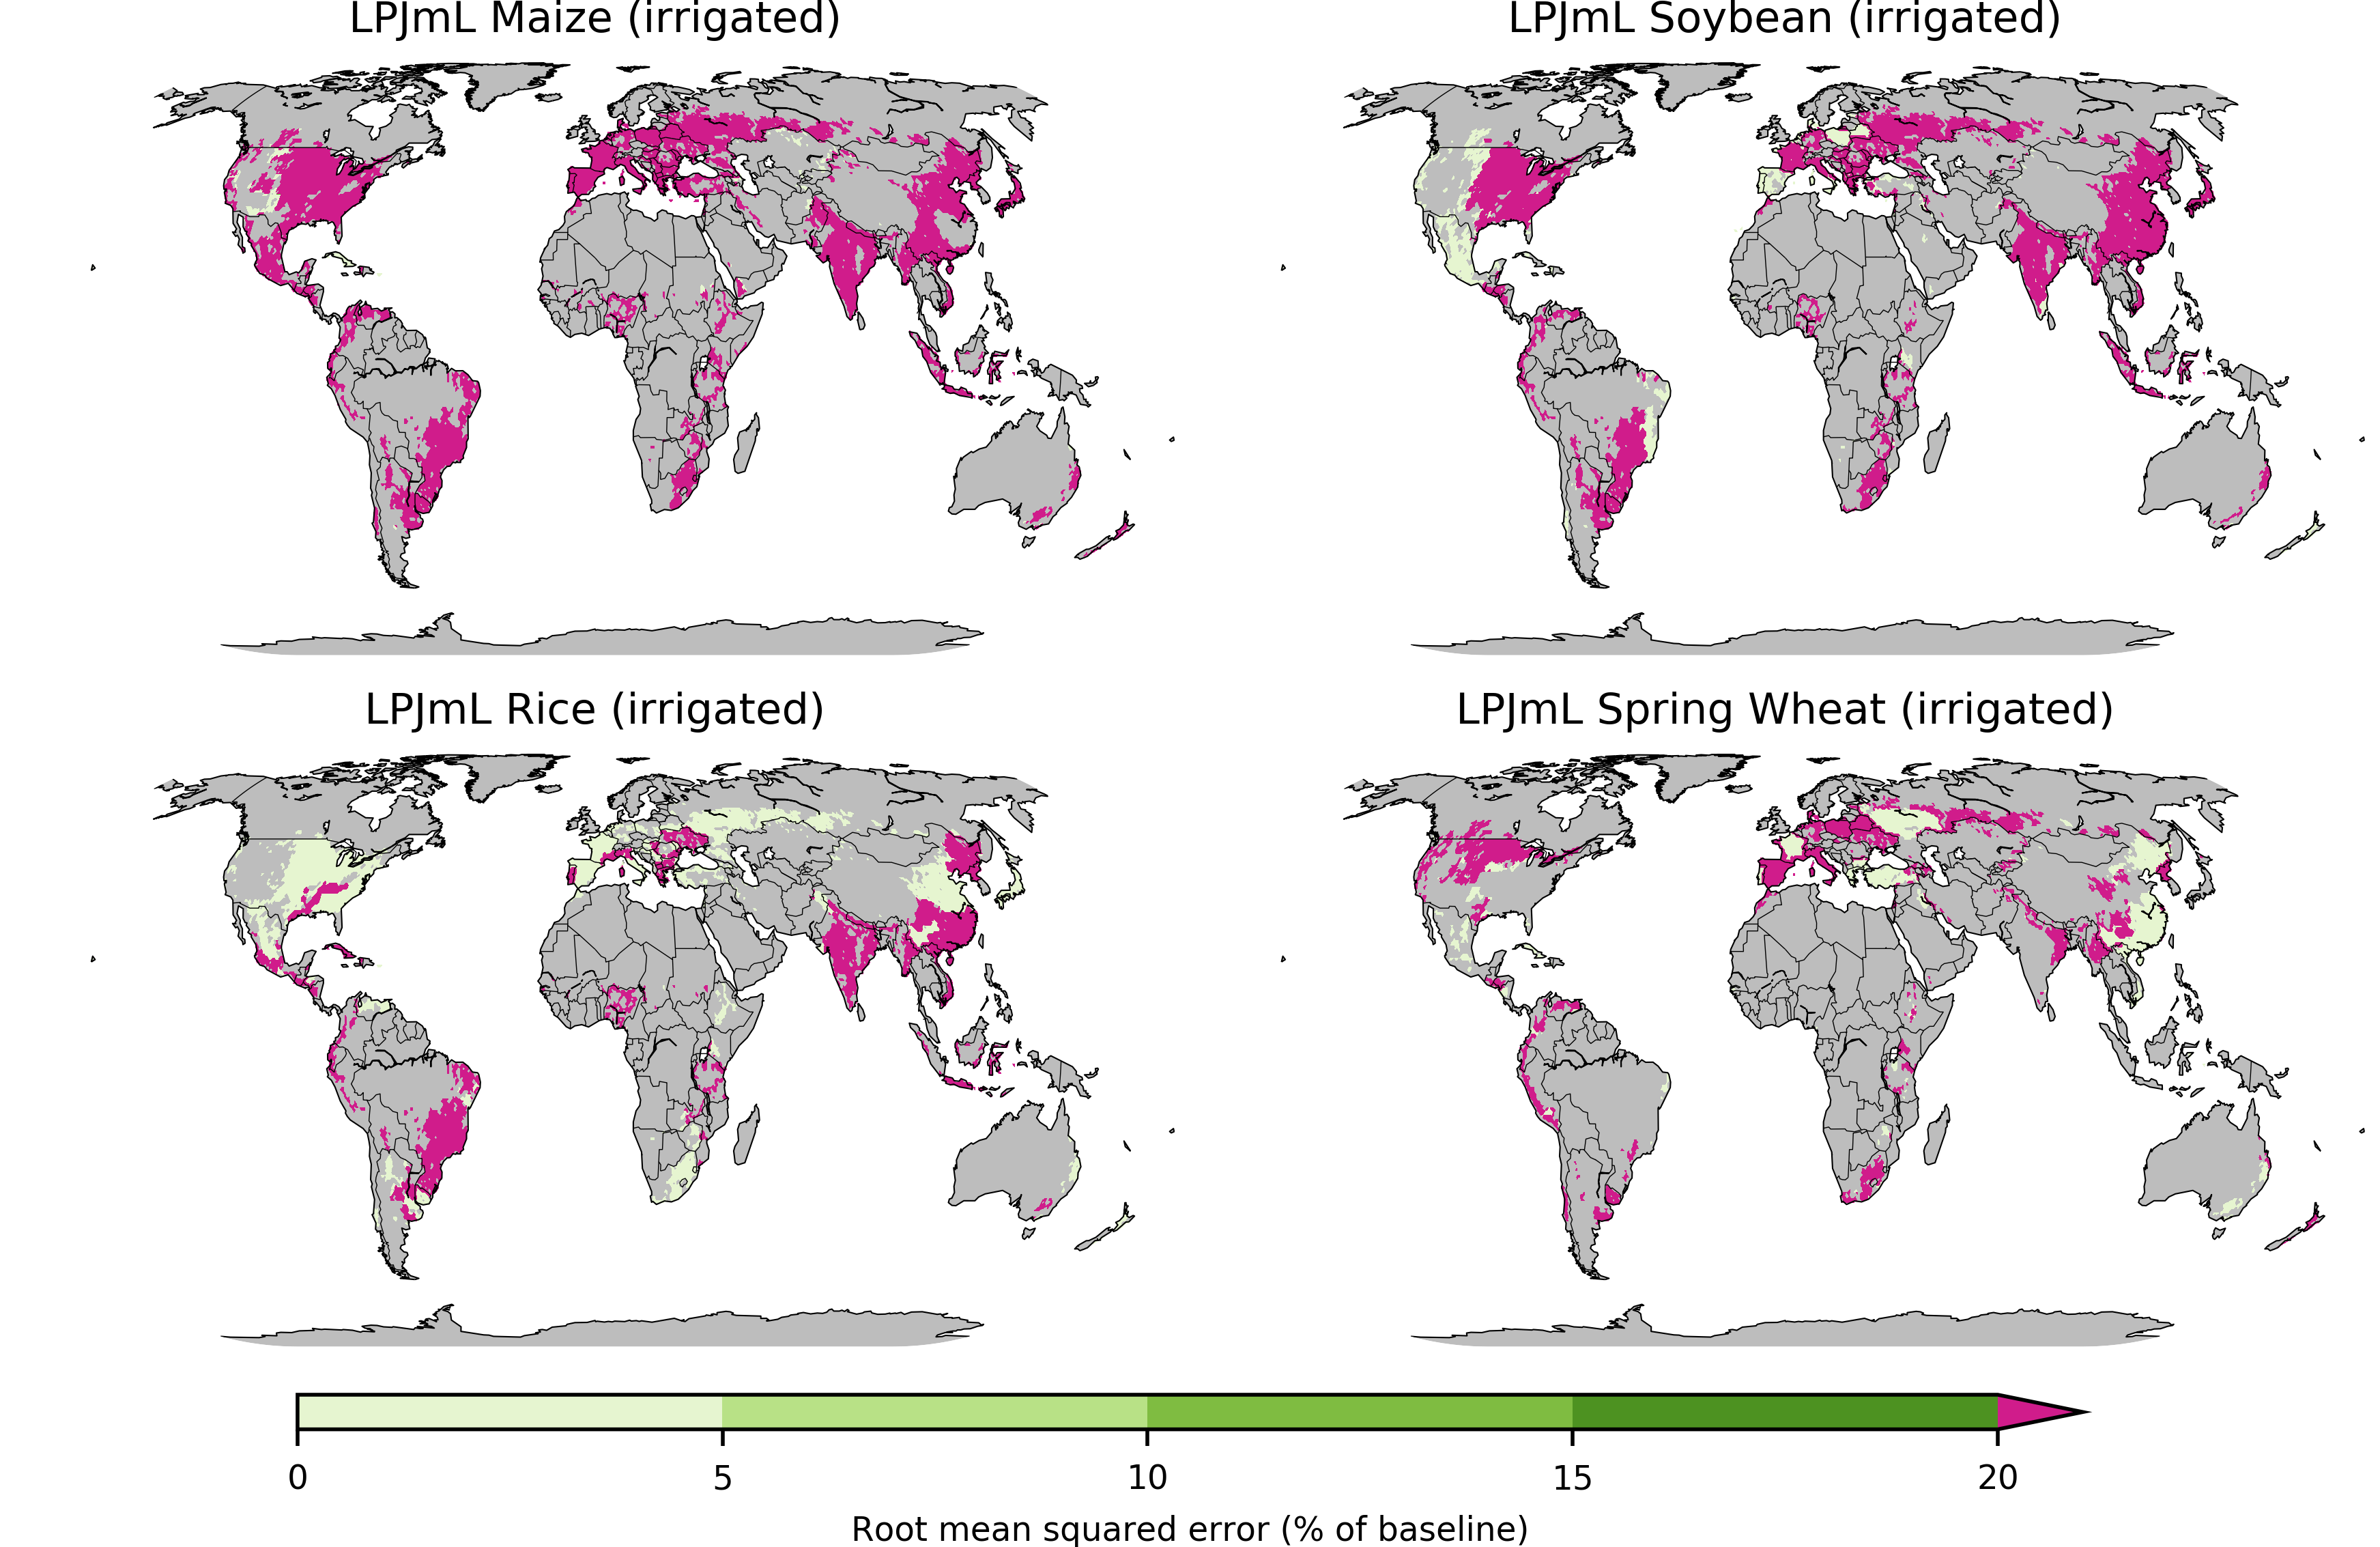 LPJmL Maize (irrigated)
LPJmL Soybean (irrigated)
LPJmL Rice (irrigated)
LPJmL Spring Wheat (irrigated)
0 5 10 15 20
Root mean squared error (% of baseline)